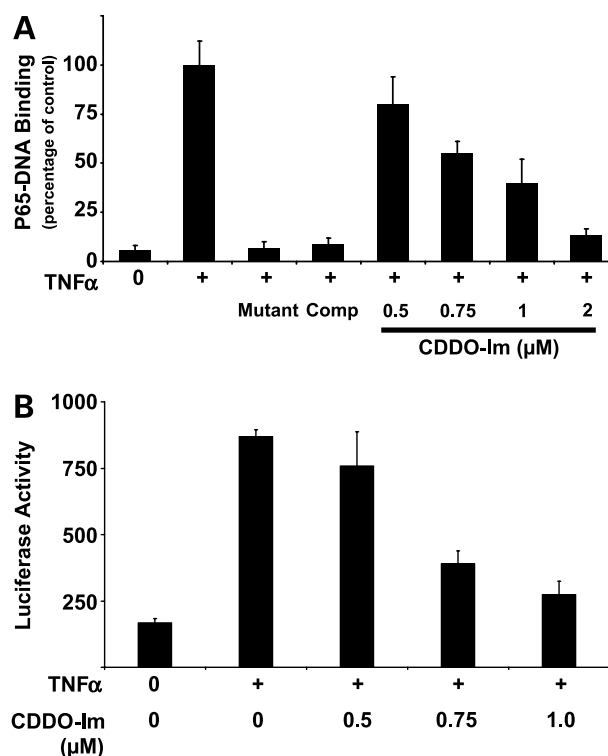 A
P65-DNA Binding
(percentage of control)
100
75
50
25
0
TNFα 0 + + + + + + +
Mutant Comp 0.5 0.75 1 2
CDDO-Im (µM)
B
Luciferase Activity
1000
750
500
250
TNFα 0 + + + +
CDDO-Im 0 0 0.5 0.75 1.0
(µM)